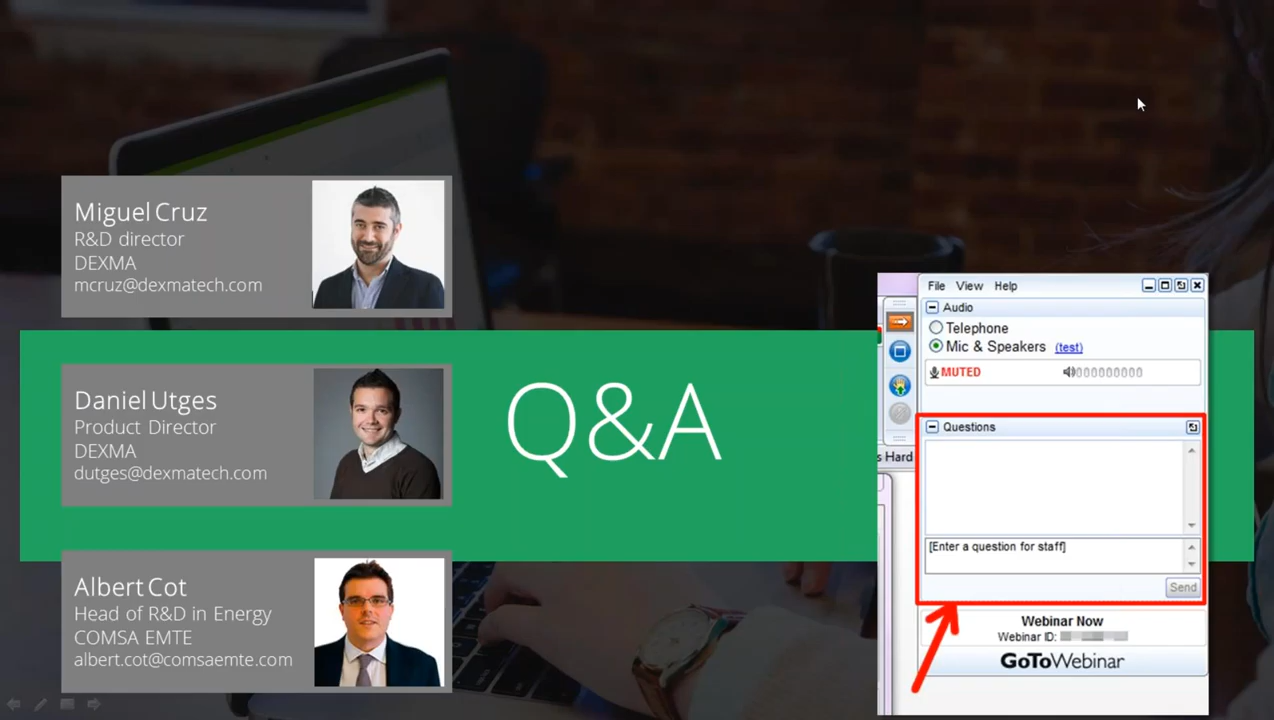 Miguel Cruz
R&D director
DEXMA
mcruz@dexmatech.com
Daniel Utges
Product Director
DEXMA
dutges@dexmatech.com
Albert Cot
Head of R&D in Energy
COMSA EMTE
albert.cot@comsaemte.com
Q&A
File View Help
Audio
Telephone
Mic & Speakers (test)
MUTED
Questions
s Hard
[Enter a question for staff]
Send
Webinar Now
Webinar ID:
GoToWebinar